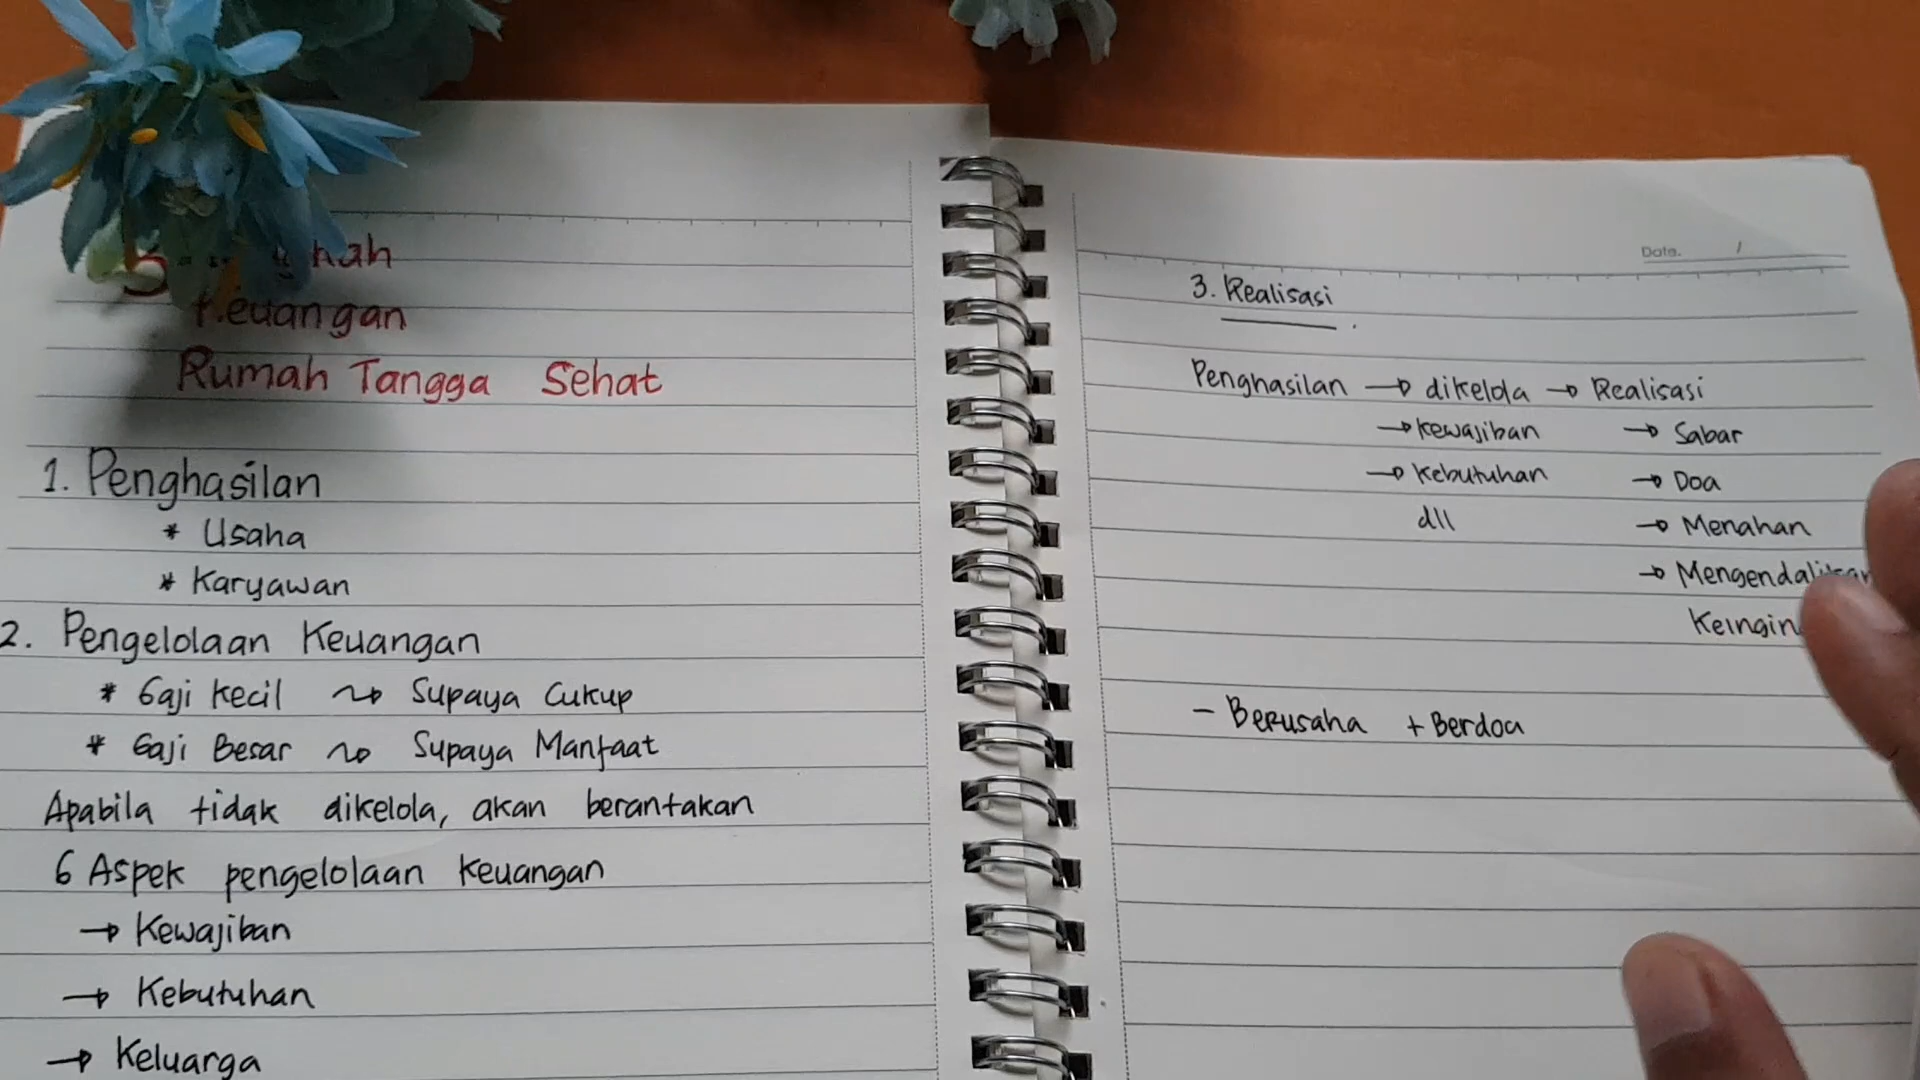 Keuangan
Rumah Tangga Sehat
1. Penghasilan
* Usaha
* Karyawan
2. Pengelolaan Keuangan
* Gaji Kecil → Supaya Cukup
* Gaji Besar → Supaya Manfaat
Apabila tidak dikelola, akan berantakan
6 Aspek pengelolaan keuangan
→ Kewajiban
→ Kebutuhan
→ Keluarga
Date. /
3. Realisasi
Penghasilan → dikelola → Realisasi
→ Kewajiban → Sabar
→ Kebutuhan → Doa
dll → Menahan
→ Mengendalikan
- Berusaha + Berdoa